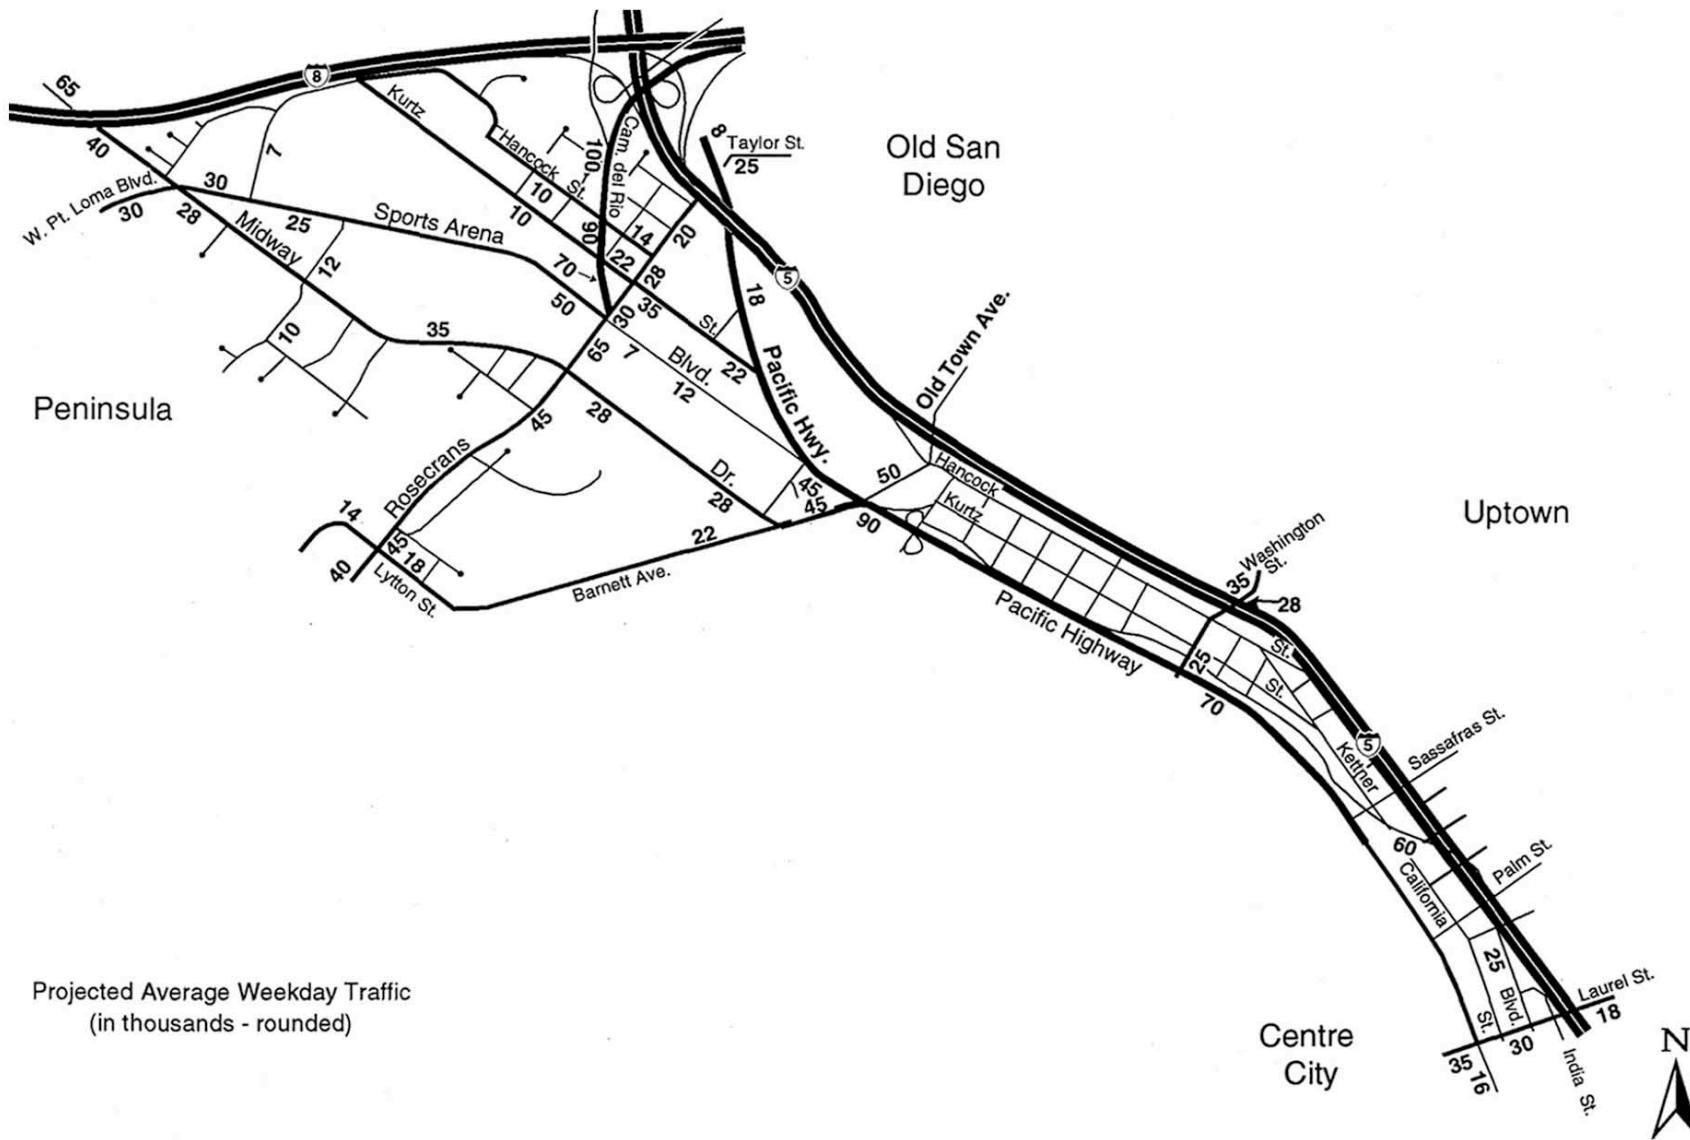 65
8
40
Kurtz
Hancock
St.
100
Cam. del Rio
8
Taylor St.
25
Old San
Diego
7
W. Pt. Loma Blvd.
30
30
28
25
Midway
Sports Arena
10
10
90
14
20
22
28
70
12
50
30
35
St.
18
5
10
35
65
7
Blvd.
12
22
Pacific Hwy.
Old Town Ave.
Peninsula
45
28
Rosecrans
Dr.
28
45
45
50
90
Hancock
Kurtz
14
45
18
40
Lytton St.
22
Barnett Ave.
Uptown
Washington
St.
35
28
Pacific Highway
25
St.
St.
70
5
Kettner
Sassafras St.
60
Palm St.
California
25
Blvd.
St.
Laurel St.
18
30
35
16
India St.
Projected Average Weekday Traffic
(in thousands - rounded)
Centre
City
N